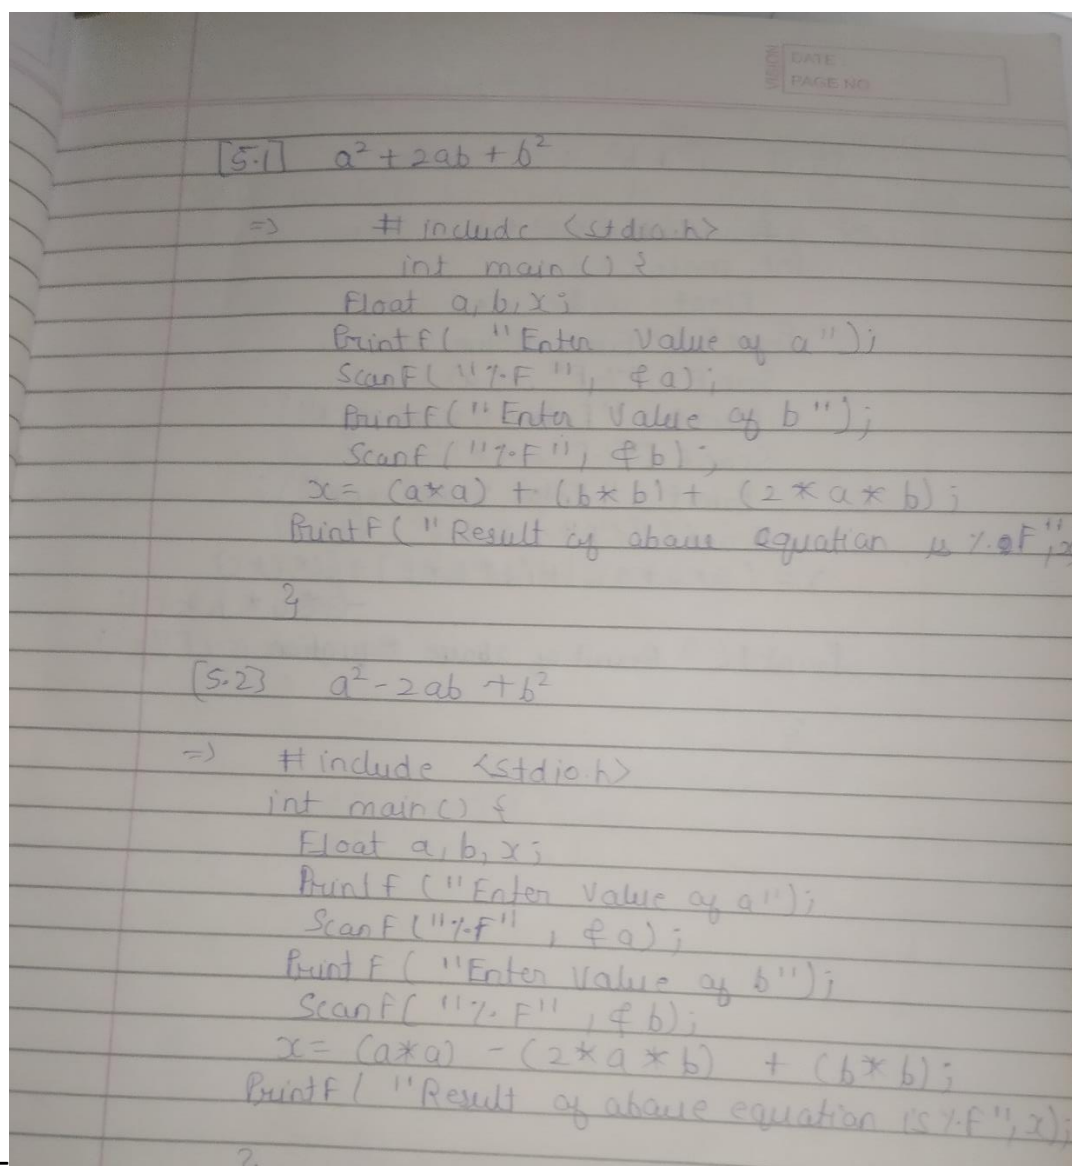 VISION
DATE
PAGE NO
[5.1] a² + 2ab + b²
=> # include <stdio.h>
int main () {
Float a, b, x;
Printf( "Enter Value of a");
ScanF( "%F", &a);
PrintF("Enter Value of b");
Scanf ("%F", &b);
x = (a*a) + (b*b) + (2*a*b);
PrintF("Result of above equation is
}
[5.2] a² - 2ab + b²
=> # include <stdio.h>
int main() {
Float a, b, x;
Printf ("Enter Value of a");
ScanF("%f", &a);
PrintF ("Enter Value of b");
ScanF( "%F", &b);
x = (a*a) - (2*a*b) + (b*b);
PrintF( "Result of above equation is %f", x);